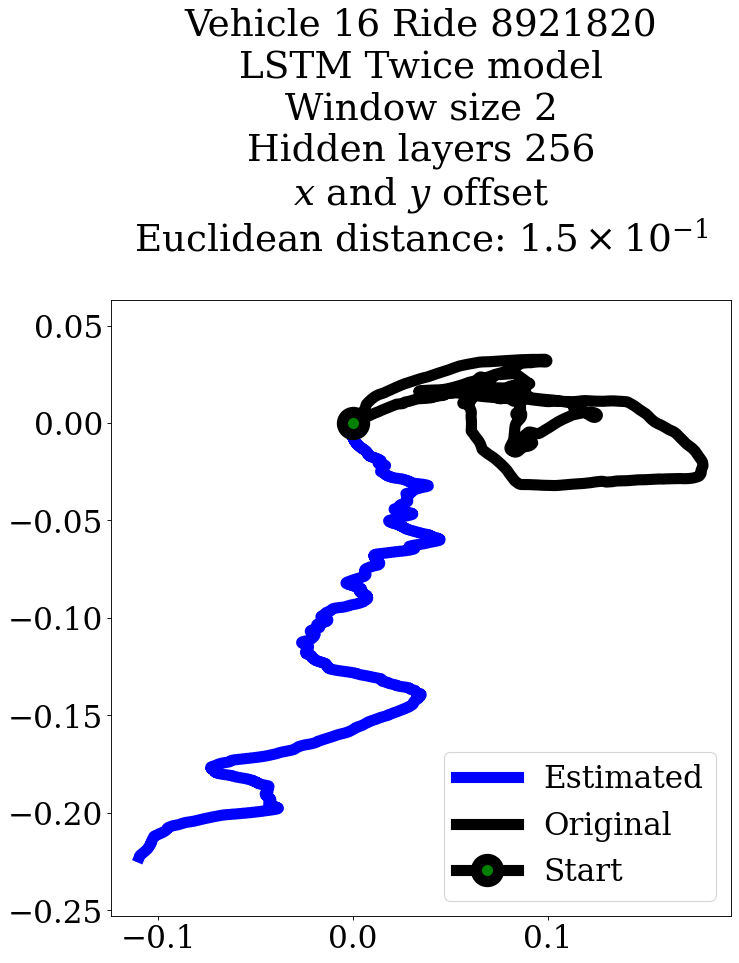 Vehicle 16 Ride 8921820
LSTM Twice model
Window size 2
Hidden layers 256
x and y offset
Euclidean distance: 1.5 × 10⁻¹
0.05
0.00
−0.05
−0.10
−0.15
−0.20
−0.25
−0.1
0.0
0.1
Estimated
Original
Start